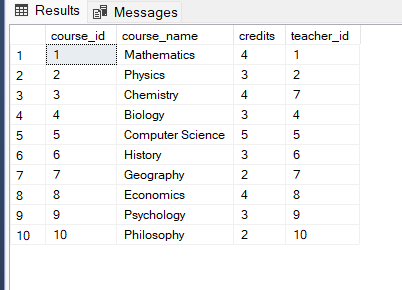 Results Messages
course_id course_name credits teacher_id
1 1 Mathematics 4 1
2 2 Physics 3 2
3 3 Chemistry 4 7
4 4 Biology 3 4
5 5 Computer Science 5 5
6 6 History 3 6
7 7 Geography 2 7
8 8 Economics 4 8
9 9 Psychology 3 9
10 10 Philosophy 2 10